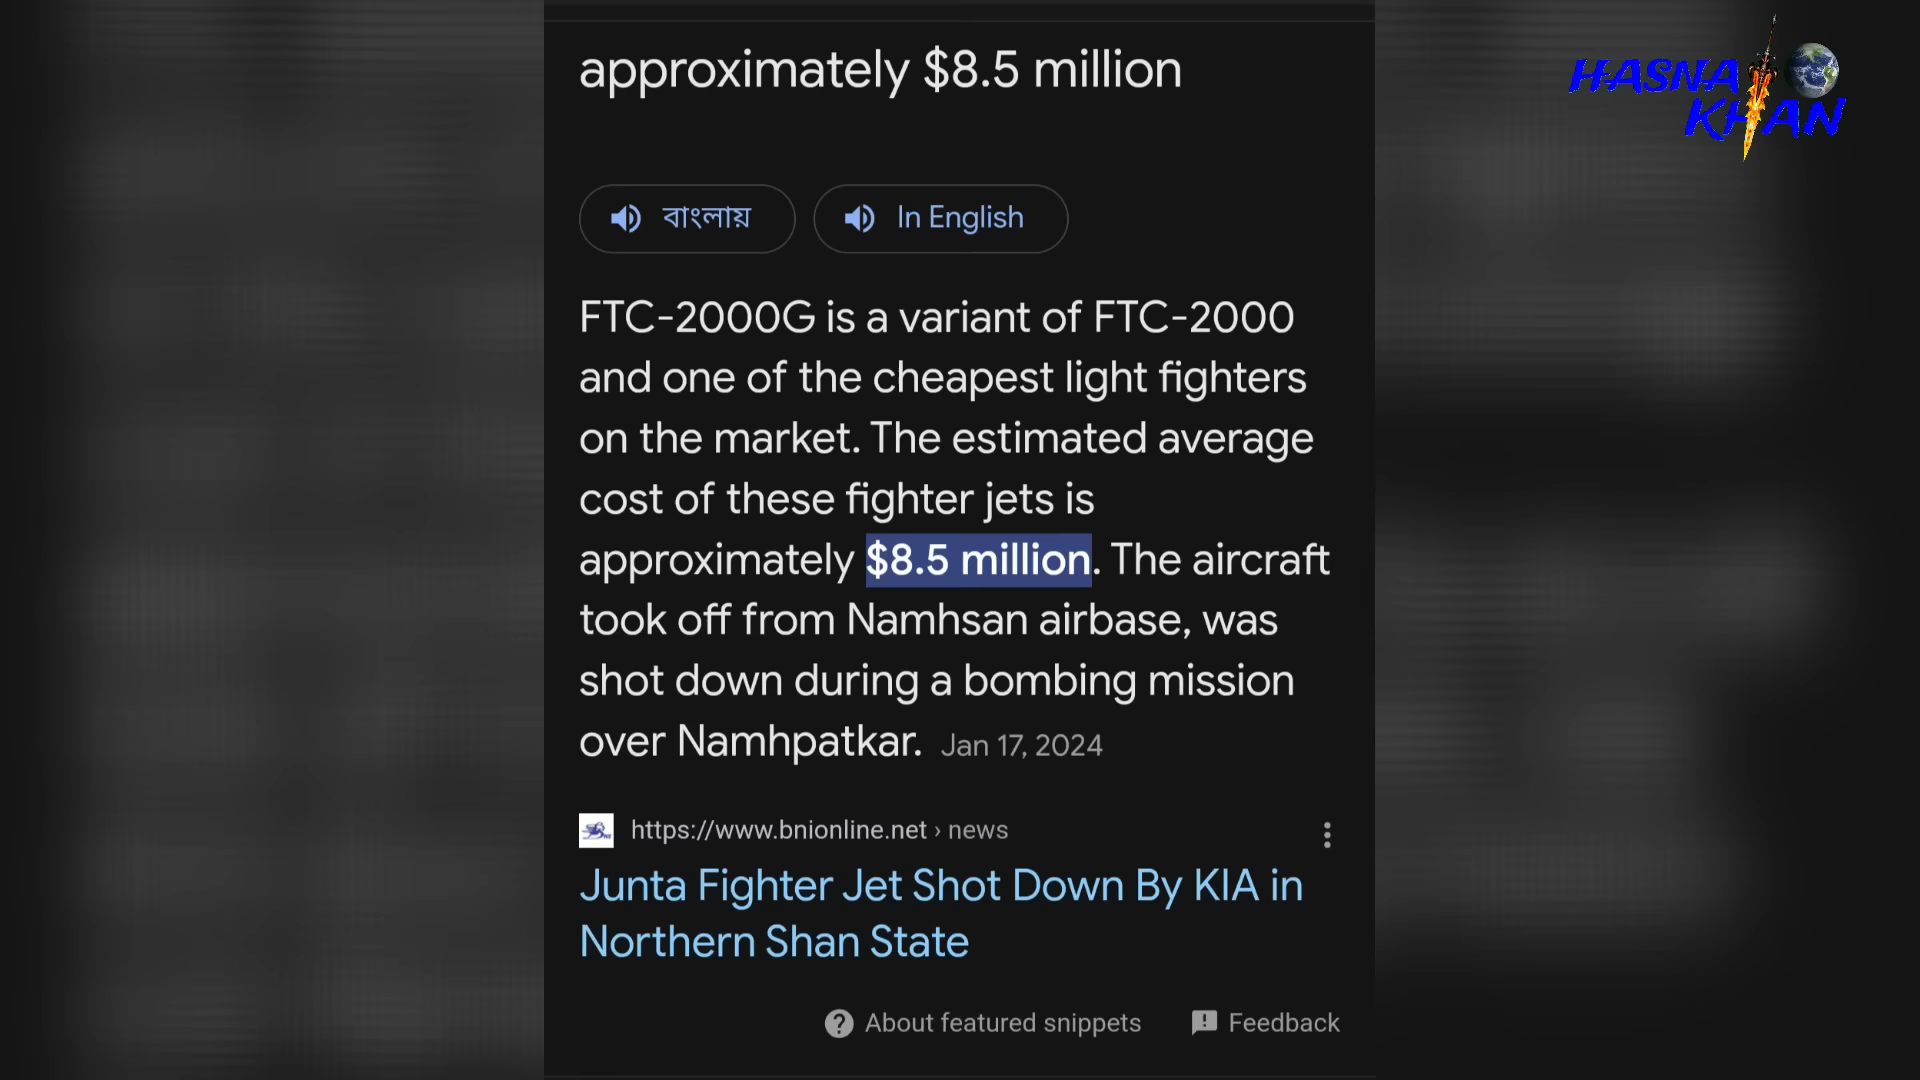 approximately $8.5 million
HASNA
KHAN
বাংলায় In English
FTC-2000G is a variant of FTC-2000
and one of the cheapest light fighters
on the market. The estimated average
cost of these fighter jets is
approximately $8.5 million. The aircraft
took off from Namhsan airbase, was
shot down during a bombing mission
over Namhpatkar. Jan 17, 2024
https://www.bnionline.net › news
Junta Fighter Jet Shot Down By KIA in
Northern Shan State
About featured snippets Feedback